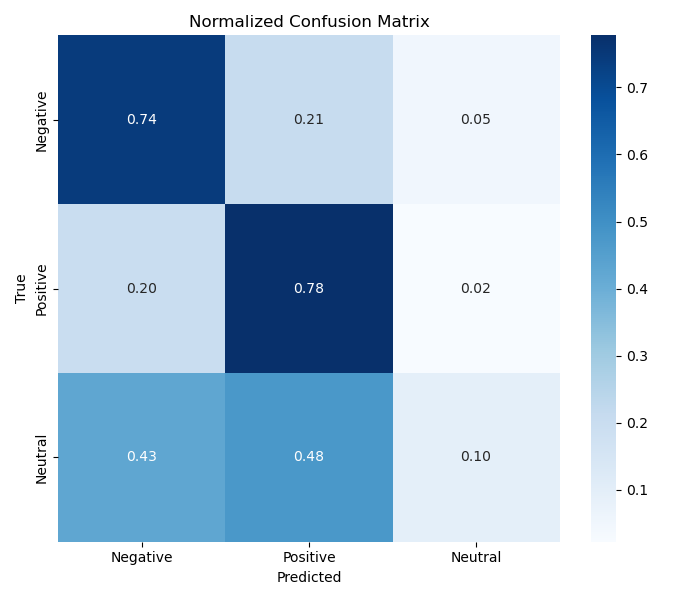 Normalized Confusion Matrix
Negative 0.74 0.21 0.05
Positive 0.20 0.78 0.02
Neutral 0.43 0.48 0.10
True
Negative Positive Neutral
Predicted
0.7
0.6
0.5
0.4
0.3
0.2
0.1